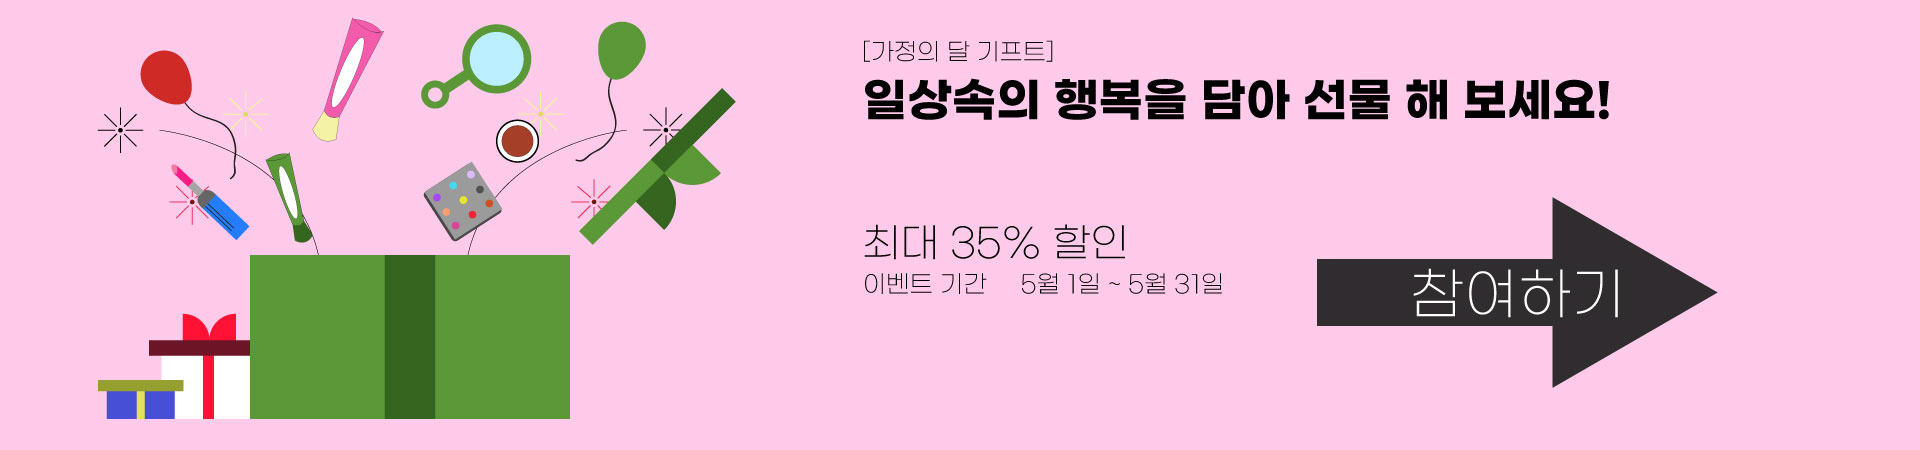 [가정의 달 기프트]
일상속의 행복을 담아 선물 해 보세요!
최대 35% 할인
이벤트 기간 5월 1일 ~ 5월 31일
참여하기